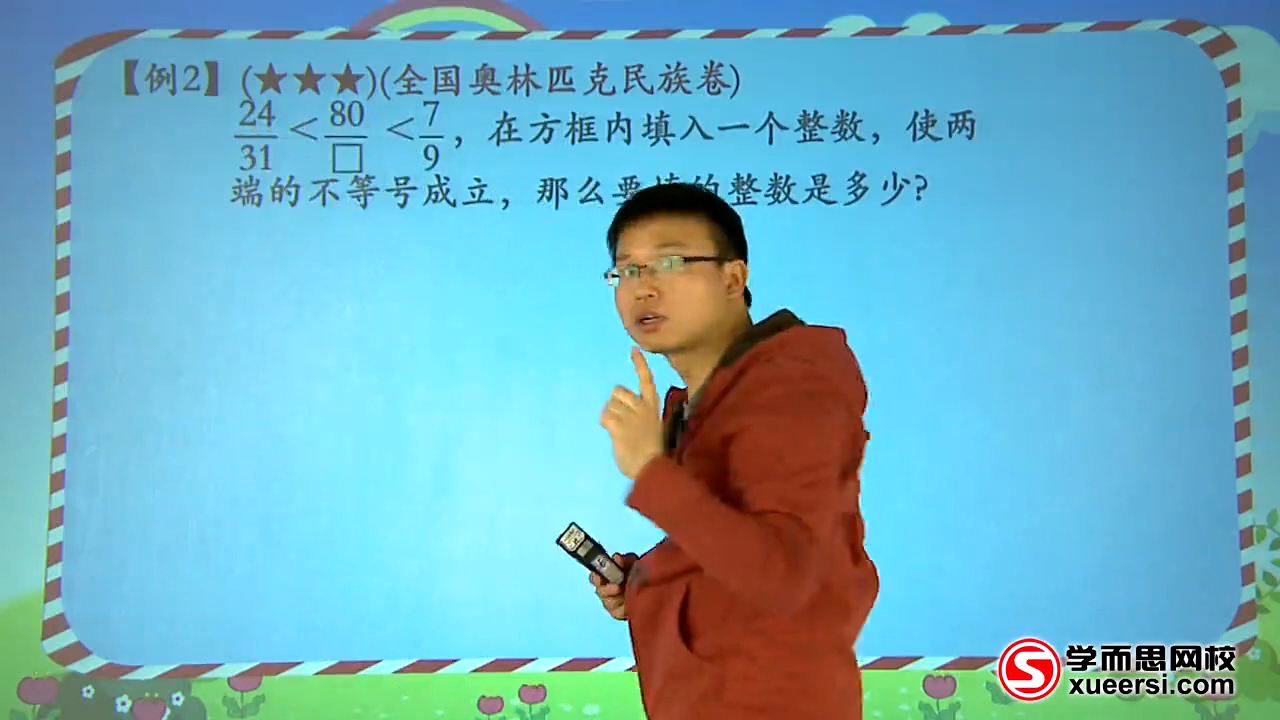 【例2】(★★★)(全国奥林匹克民族卷)
24/31 < 80/□ < 7/9，在方框内填入一个整数，使两
端的不等号成立，那么要 的整数是多少?
学而思网校
xueersi.com